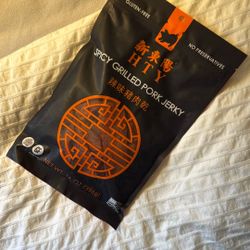 GLUTEN FREE
NO PRESERVATIVES
新東陽
HTY
SPICY GRILLED PORK JERKY
辣味豬肉乾